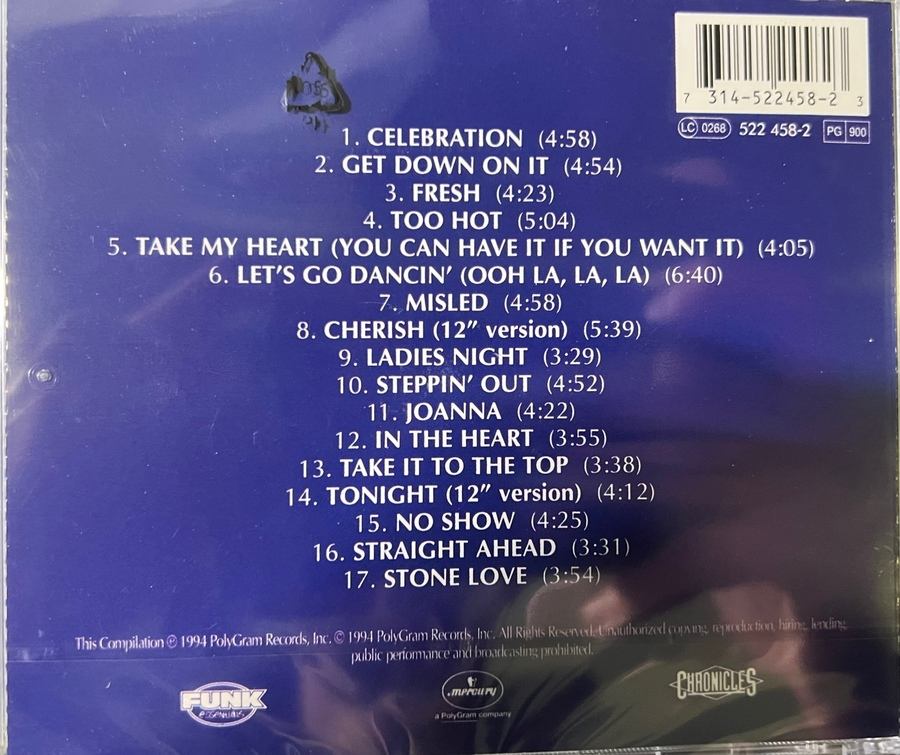 7 314-522458-2 3
LC 0268 522 458-2 PG 900
1. CELEBRATION (4:58)
2. GET DOWN ON IT (4:54)
3. FRESH (4:23)
4. TOO HOT (5:04)
5. TAKE MY HEART (YOU CAN HAVE IT IF YOU WANT IT) (4:05)
6. LET'S GO DANCIN' (OOH LA, LA, LA) (6:40)
7. MISLED (4:58)
8. CHERISH (12" version) (5:39)
9. LADIES NIGHT (3:29)
10. STEPPIN' OUT (4:52)
11. JOANNA (4:22)
12. IN THE HEART (3:55)
13. TAKE IT TO THE TOP (3:38)
14. TONIGHT (12" version) (4:12)
15. NO SHOW (4:25)
16. STRAIGHT AHEAD (3:31)
17. STONE LOVE (3:54)
This Compilation ℗ 1994 PolyGram Records, Inc. © 1994 PolyGram Records, Inc. All Rights Reserved. Unauthorized copying, reproduction, hiring, lending,
public performance and broadcasting prohibited.
FUNK
essentials
mercury
a PolyGram company
CHRONICLES